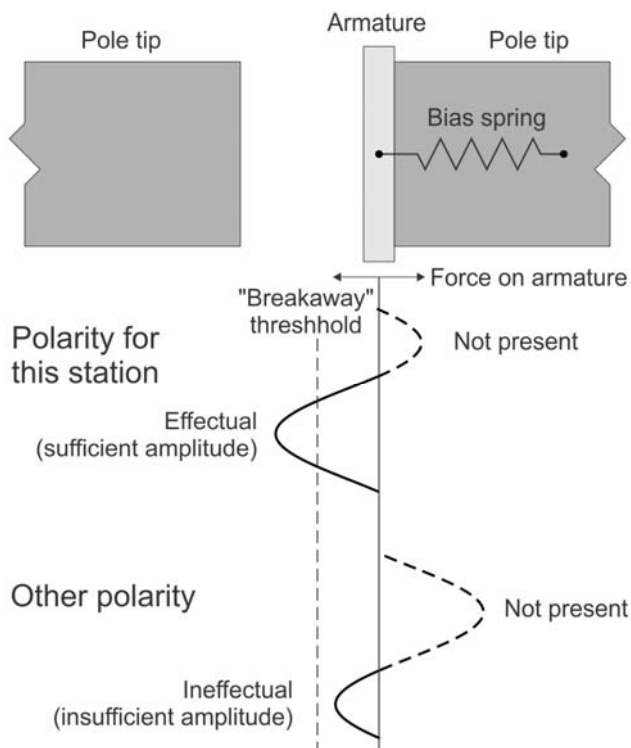 Armature
Pole tip
Pole tip
Bias spring
Force on armature
"Breakaway"
threshhold
Polarity for
this station
Not present
Effectual
(sufficient amplitude)
Other polarity
Not present
Ineffectual
(insufficient amplitude)